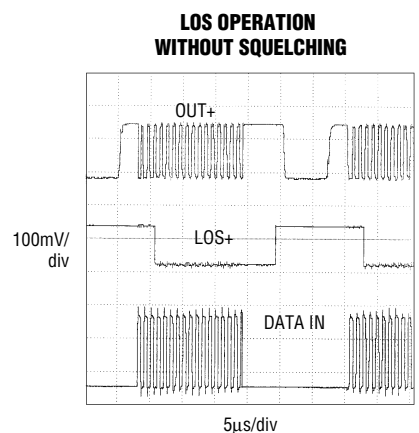 LOS OPERATION
WITHOUT SQUELCHING
OUT+
100mV/
div
LOS+
DATA IN
5μs/div